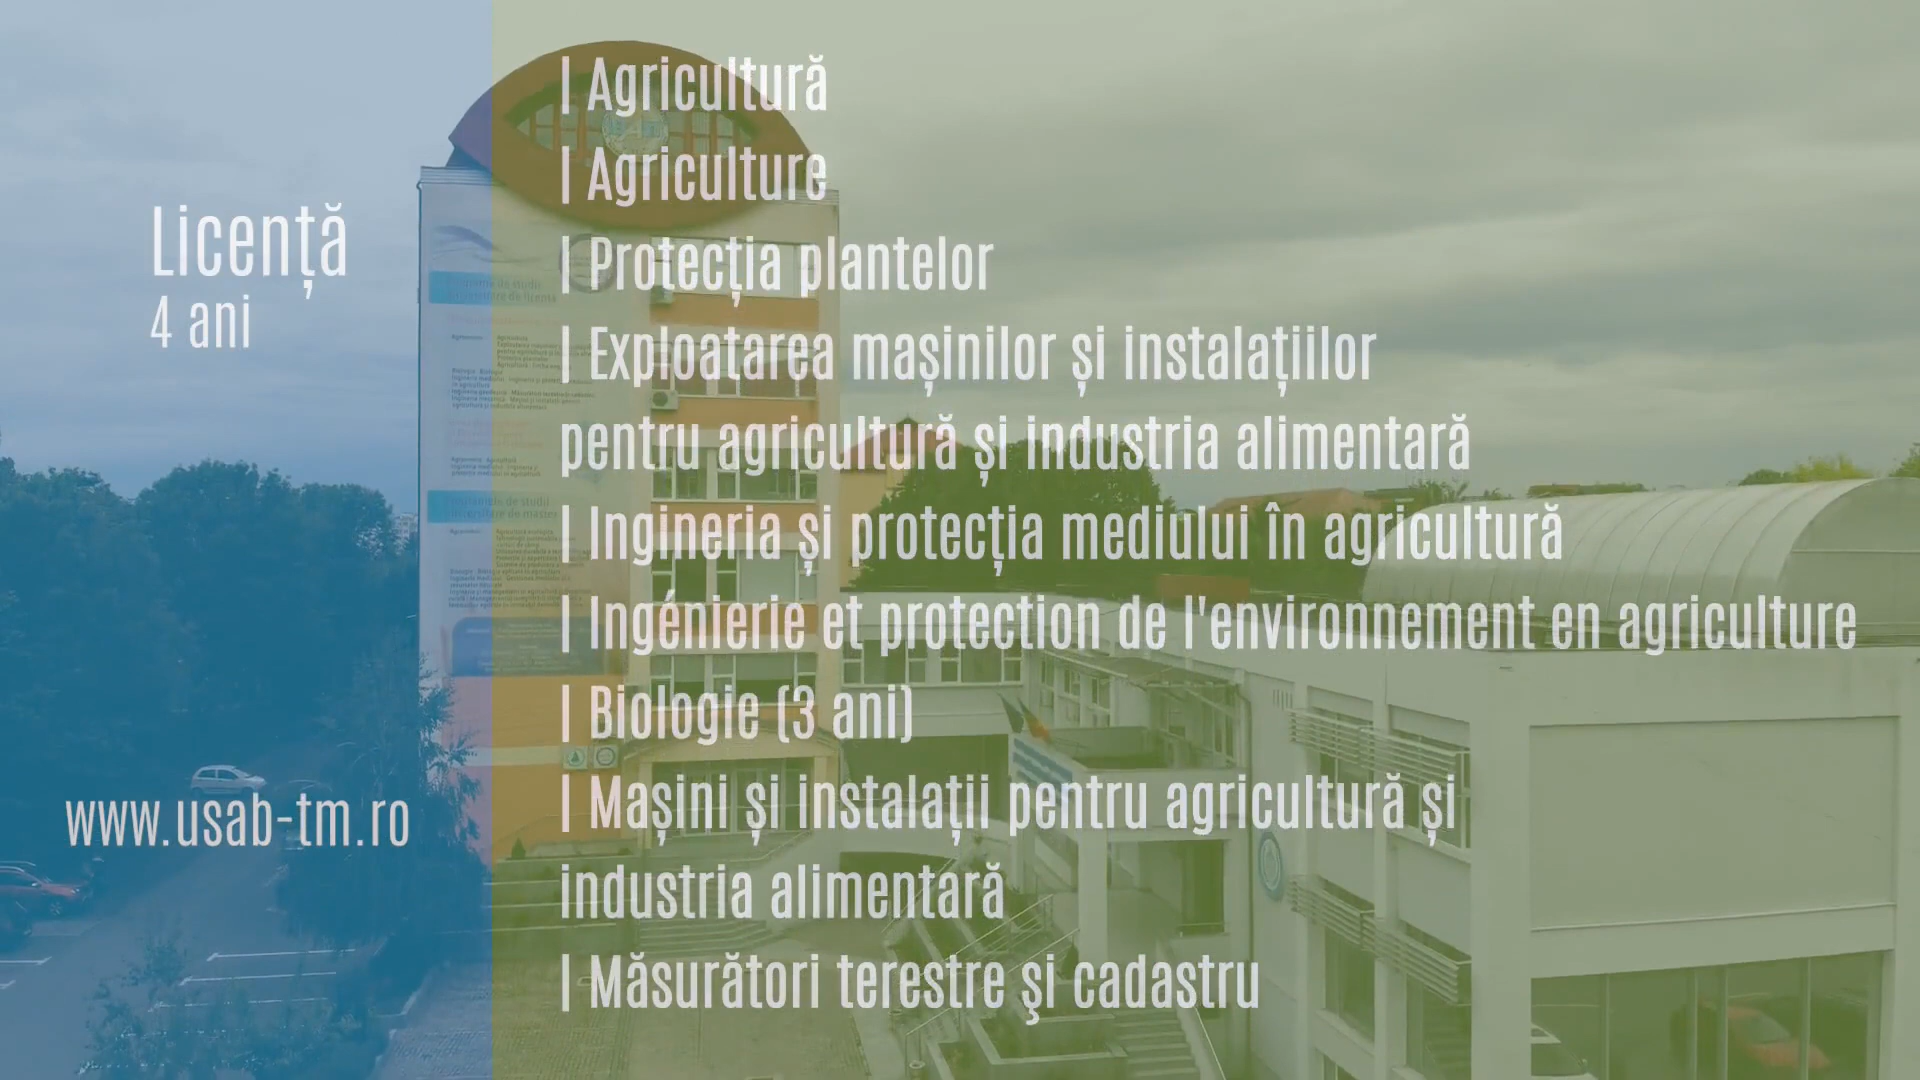 Licență
4 ani
www.usab-tm.ro
| Agricultură
| Agriculture
| Protecția plantelor
| Exploatarea mașinilor și instalațiilor
pentru agricultură și industria alimentară
| Ingineria și protecția mediului în agricultură
| Ingénierie et protection de l'environnement en agriculture
| Biologie (3 ani)
| Mașini și instalații pentru agricultură și
industria alimentară
| Măsurători terestre şi cadastru